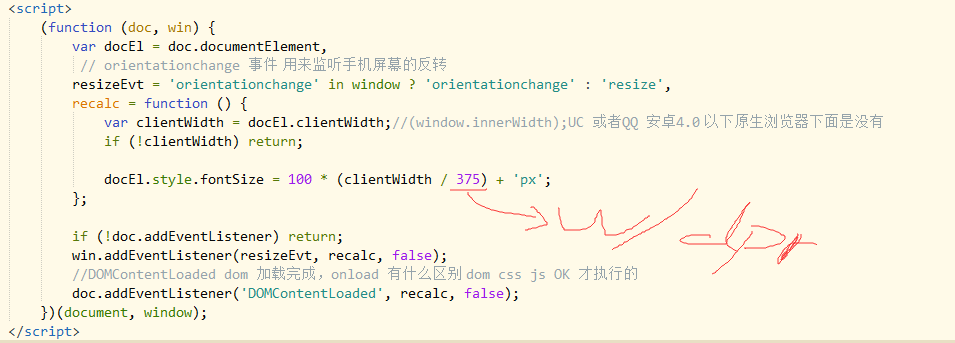 <script>
(function (doc, win) {
var docEl = doc.documentElement,
// orientationchange 事件 用来监听手机屏幕的反转
resizeEvt = 'orientationchange' in window ? 'orientationchange' : 'resize',
recalc = function () {
var clientWidth = docEl.clientWidth;//(window.innerWidth);UC 或者QQ 安卓4.0以下原生浏览器下面是没有
if (!clientWidth) return;
docEl.style.fontSize = 100 * (clientWidth / 375) + 'px';
};
if (!doc.addEventListener) return;
win.addEventListener(resizeEvt, recalc, false);
//DOMContentLoaded dom 加载完成，onload 有什么区别 dom css js OK 才执行的
doc.addEventListener('DOMContentLoaded', recalc, false);
})(document, window);
</script>